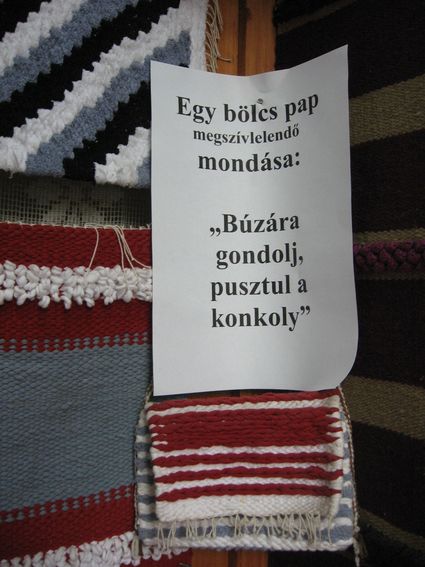 Egy bölcs pap
megszívlelendő
mondása:
„Búzára
gondolj,
pusztul a
konkoly”